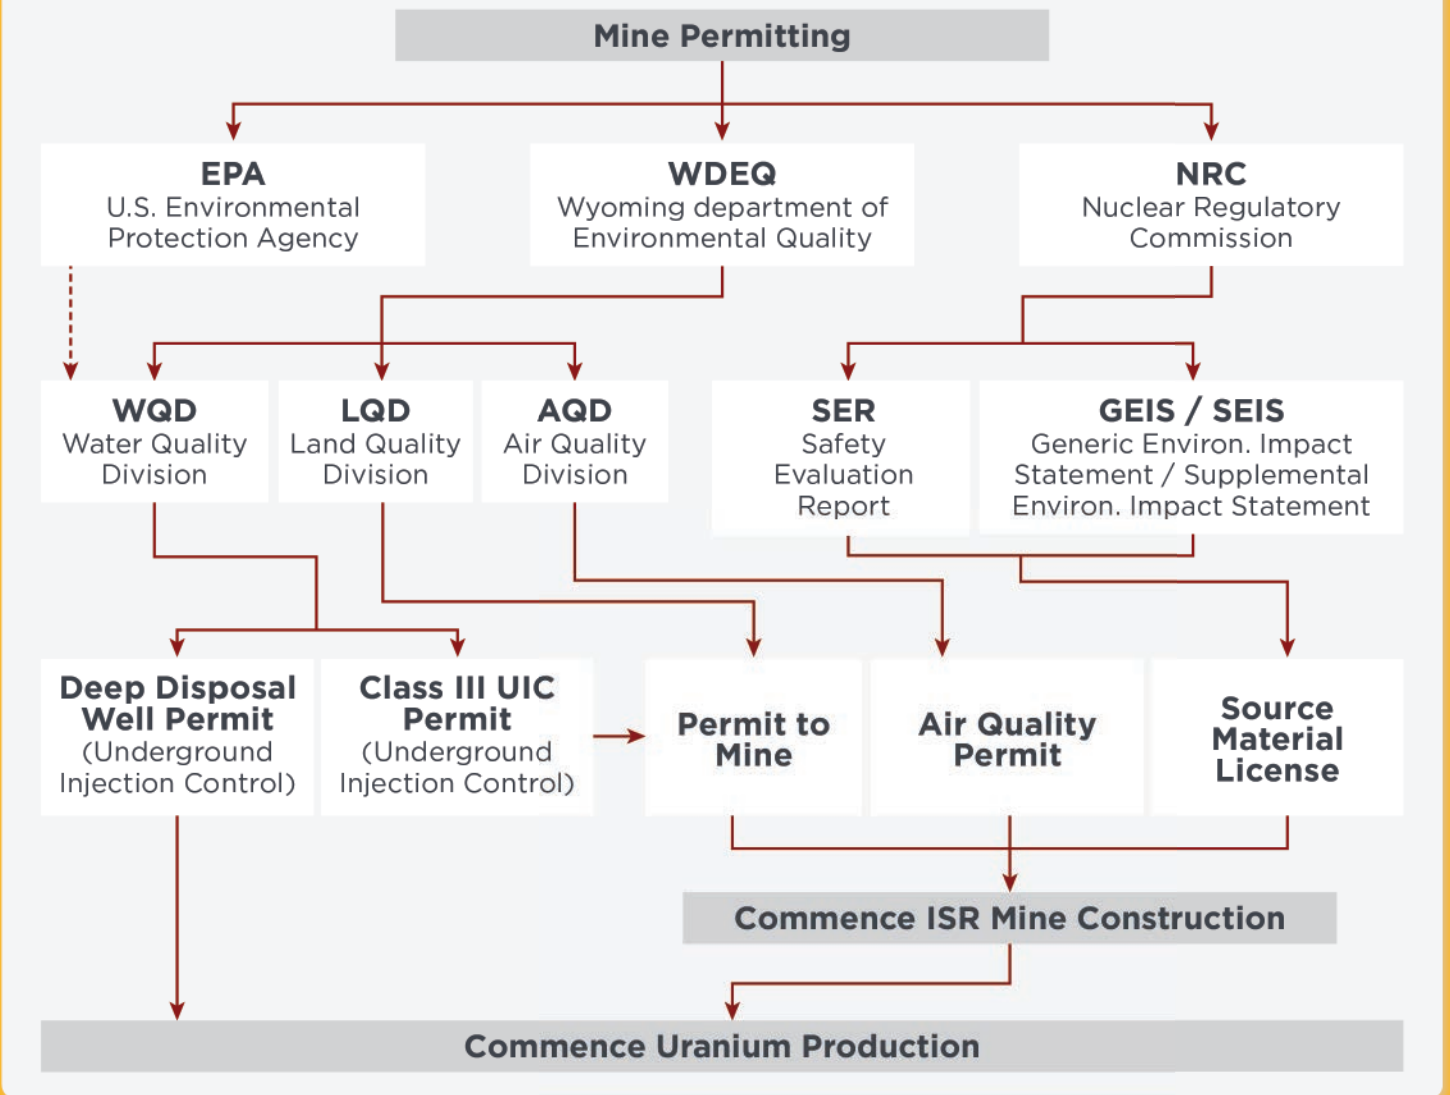 Mine Permitting
EPA
U.S. Environmental
Protection Agency
WDEQ
Wyoming department of
Environmental Quality
NRC
Nuclear Regulatory
Commission
WQD
Water Quality
Division
LQD
Land Quality
Division
AQD
Air Quality
Division
SER
Safety
Evaluation
Report
GEIS / SEIS
Generic Environ. Impact
Statement / Supplemental
Environ. Impact Statement
Deep Disposal
Well Permit
(Underground
Injection Control)
Class III UIC
Permit
(Underground
Injection Control)
Permit to
Mine
Air Quality
Permit
Source
Material
License
Commence ISR Mine Construction
Commence Uranium Production